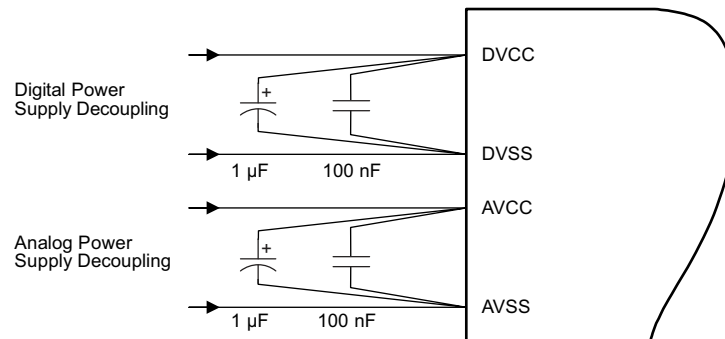 DVCC
Digital Power
Supply Decoupling
+
DVSS
1 µF
100 nF
AVCC
Analog Power
Supply Decoupling
+
AVSS
1 µF
100 nF